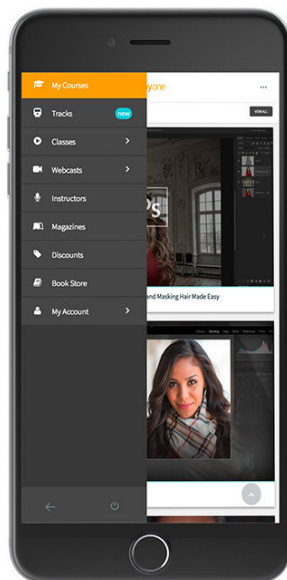 My Courses
yone
...
Tracks
new
VIEW ALL
Classes
Webcasts
Ps
Instructors
Magazines
Discounts
Book Store
and Masking Hair Made Easy
My Account